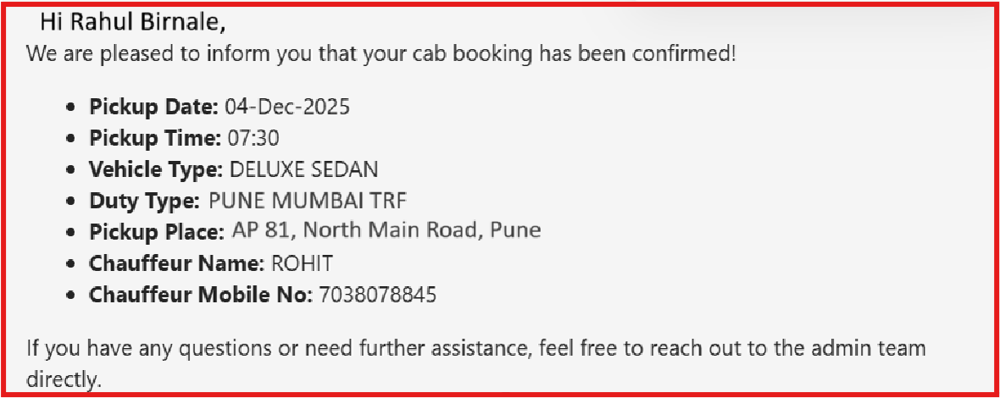 Hi Rahul Birnale,
We are pleased to inform you that your cab booking has been confirmed!
• Pickup Date: 04-Dec-2025
• Pickup Time: 07:30
• Vehicle Type: DELUXE SEDAN
• Duty Type: PUNE MUMBAI TRF
• Pickup Place: AP 81, North Main Road, Pune
• Chauffeur Name: ROHIT
• Chauffeur Mobile No: 7038078845
If you have any questions or need further assistance, feel free to reach out to the admin team
directly.